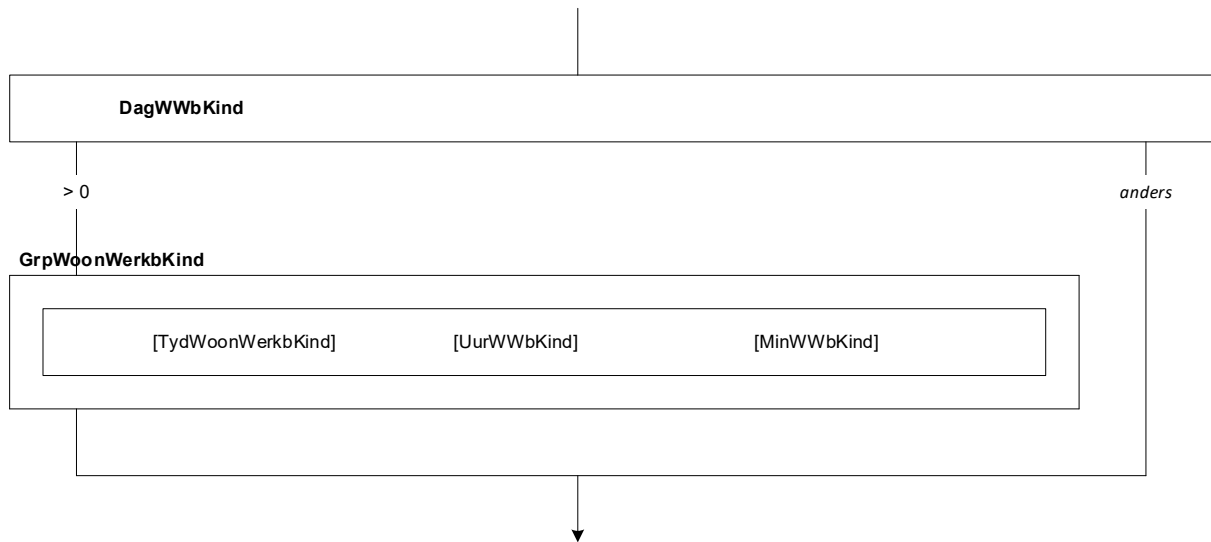 DagWWbKind
> 0
anders
GrpWoonWerkbKind
[TydWoonWerkbKind] [UurWWbKind] [MinWWbKind]